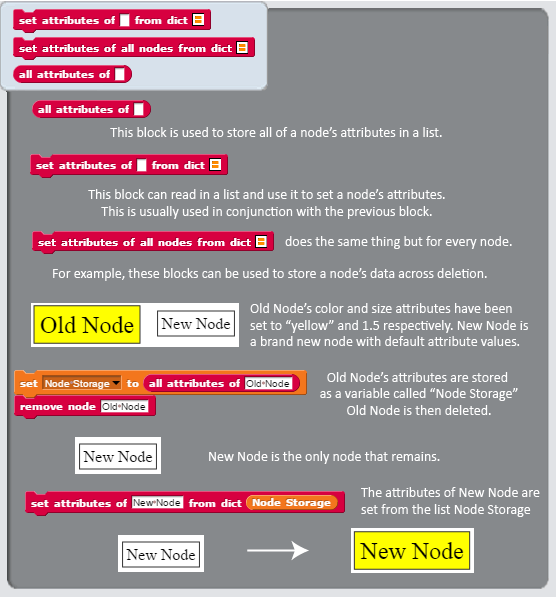 set attributes of from dict
set attributes of all nodes from dict
all attributes of
all attributes of
This block is used to store all of a node's attributes in a list.
set attributes of from dict
This block can read in a list and use it to set a node's attributes.
This is usually used in conjunction with the previous block.
set attributes of all nodes from dict does the same thing but for every node.
For example, these blocks can be used to store a node's data across deletion.
Old Node New Node
Old Node's color and size attributes have been
set to “yellow” and 1.5 respectively. New Node is
a brand new node with default attribute values.
set Node Storage to all attributes of Old Node
remove node Old Node
Old Node's attributes are stored
as a variable called “Node Storage”
Old Node is then deleted.
New Node
New Node is the only node that remains.
set attributes of New Node from dict Node Storage
The attributes of New Node are
set from the list Node Storage
New Node New Node